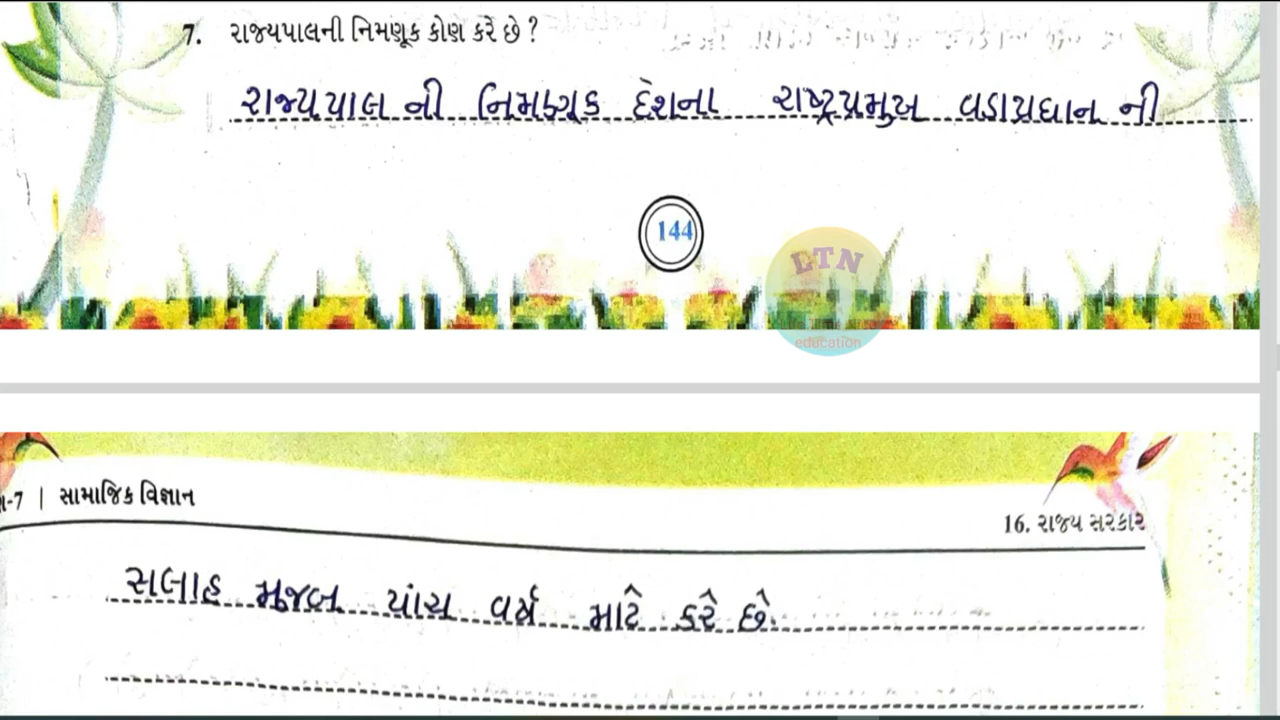 7. રાજ્યપાલની નિમણૂક કોણ કરે છે ?
રાજ્યપાલ ની નિમણૂક દેશના રાષ્ટ્રપ્રમુખ વડાપ્રધાન ની
144
LTN
education
-7 | સામાજિક વિજ્ઞાન
16. રાજ્ય સરકાર
સલાહ મુજબ પાંચ વર્ષ માટે કરે છે.